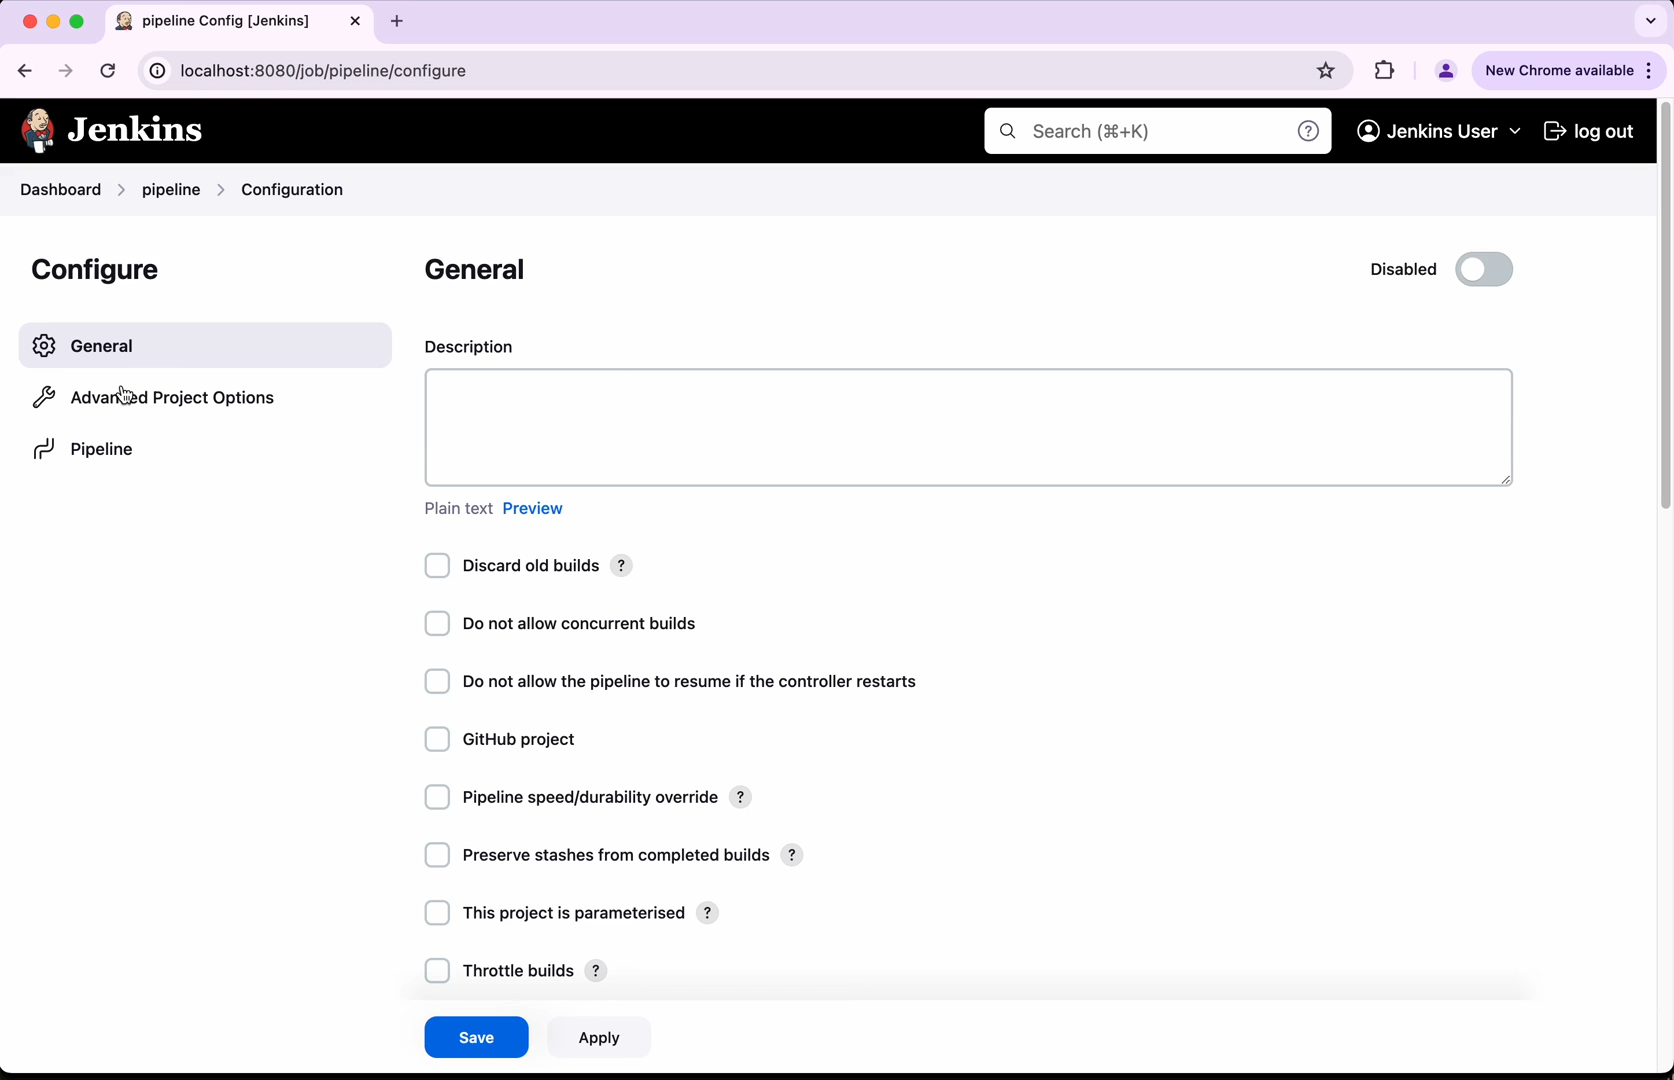 pipeline Config [Jenkins]
localhost:8080/job/pipeline/configure
New Chrome available
Jenkins
Search (⌘+K)
?
Jenkins User
log out
Dashboard > pipeline > Configuration
Configure
General
Disabled
General
Advanced Project Options
Pipeline
Description
Plain text Preview
Discard old builds ?
Do not allow concurrent builds
Do not allow the pipeline to resume if the controller restarts
GitHub project
Pipeline speed/durability override ?
Preserve stashes from completed builds ?
This project is parameterised ?
Throttle builds ?
Save
Apply